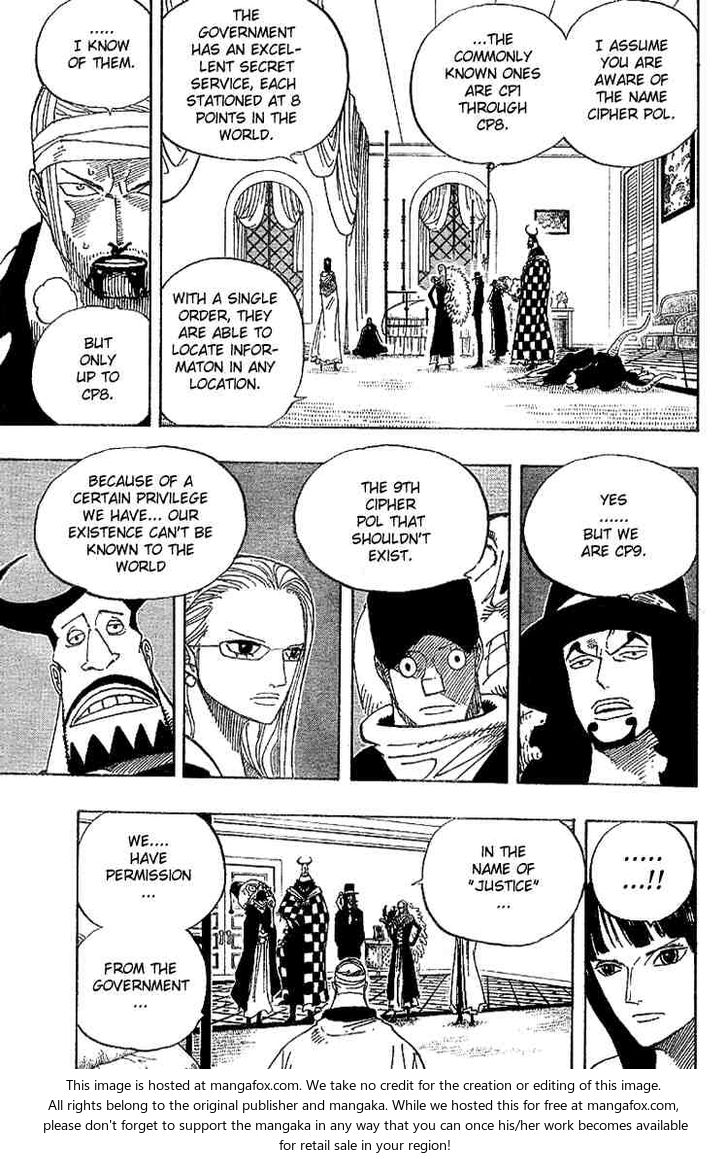 I ASSUME
YOU ARE
AWARE OF
THE NAME
CIPHER POL.
...THE
COMMONLY
KNOWN ONES
ARE CP1
THROUGH
CP8.
THE
GOVERNMENT
HAS AN EXCEL-
LENT SECRET
SERVICE, EACH
STATIONED AT 8
POINTS IN THE
WORLD.
WITH A SINGLE
ORDER, THEY
ARE ABLE TO
LOCATE INFOR-
MATON IN ANY
LOCATION.
.....
I KNOW
OF THEM.
BUT
ONLY
UP TO
CP8.
YES
......
BUT WE
ARE CP9.
THE 9TH
CIPHER
POL THAT
SHOULDN'T
EXIST.
BECAUSE OF A
CERTAIN PRIVILEGE
WE HAVE... OUR
EXISTENCE CAN'T BE
KNOWN TO THE
WORLD
.....
...!!
IN THE
NAME OF
"JUSTICE"
...
WE....
HAVE
PERMISSION
...
FROM THE
GOVERNMENT
...
This image is hosted at mangafox.com. We take no credit for the creation or editing of this image.
All rights belong to the original publisher and mangaka. While we hosted this for free at mangafox.com,
please don't forget to support the mangaka in any way that you can once his/her work becomes available
for retail sale in your region!